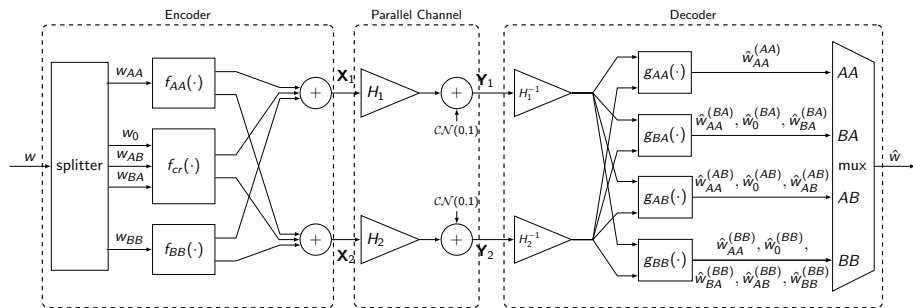 Encoder
Parallel Channel
Decoder
w
splitter
w_AA
w_0
w_AB
w_BA
w_BB
f_AA(·)
f_cr(·)
f_BB(·)
+
+
X_1
X_2
H_1
H_2
+
CN(0,1)
CN(0,1)
+
Y_1
Y_2
H_1^{-1}
H_2^{-1}
g_AA(·)
g_BA(·)
g_AB(·)
g_BB(·)
ŵ_AA^(AA)
ŵ_AA^(BA), ŵ_0^(BA), ŵ_BA^(BA)
ŵ_AA^(AB), ŵ_0^(AB), ŵ_AB^(AB)
ŵ_AA^(BB), ŵ_0^(BB),
ŵ_BA^(BB), ŵ_AB^(BB), ŵ_BB^(BB)
AA
BA
mux
AB
BB
ŵ